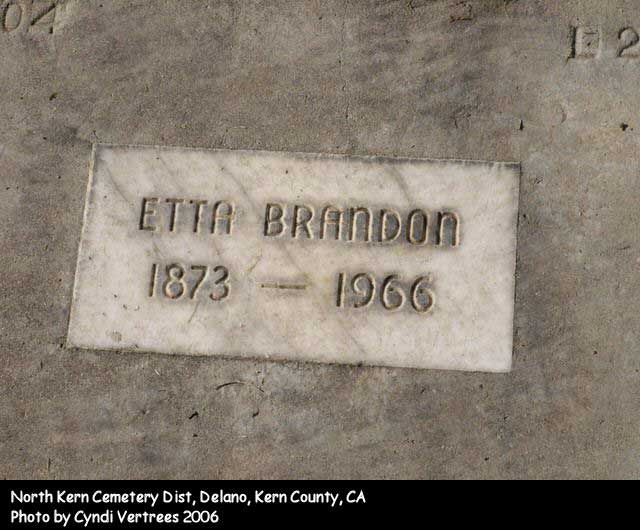 04
E 2
ETTA BRANDON
1873 — 1966
North Kern Cemetery Dist, Delano, Kern County, CA
Photo by Cyndi Vertrees 2006